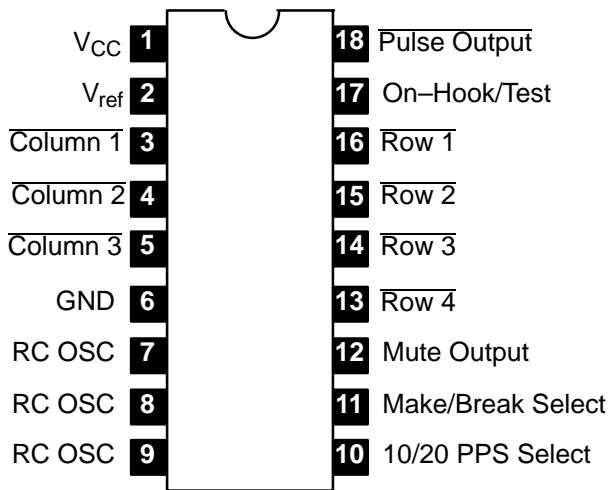 VCC 1 18 Pulse Output
Vref 2 17 On–Hook/Test
Column 1 3 16 Row 1
Column 2 4 15 Row 2
Column 3 5 14 Row 3
GND 6 13 Row 4
RC OSC 7 12 Mute Output
RC OSC 8 11 Make/Break Select
RC OSC 9 10 10/20 PPS Select